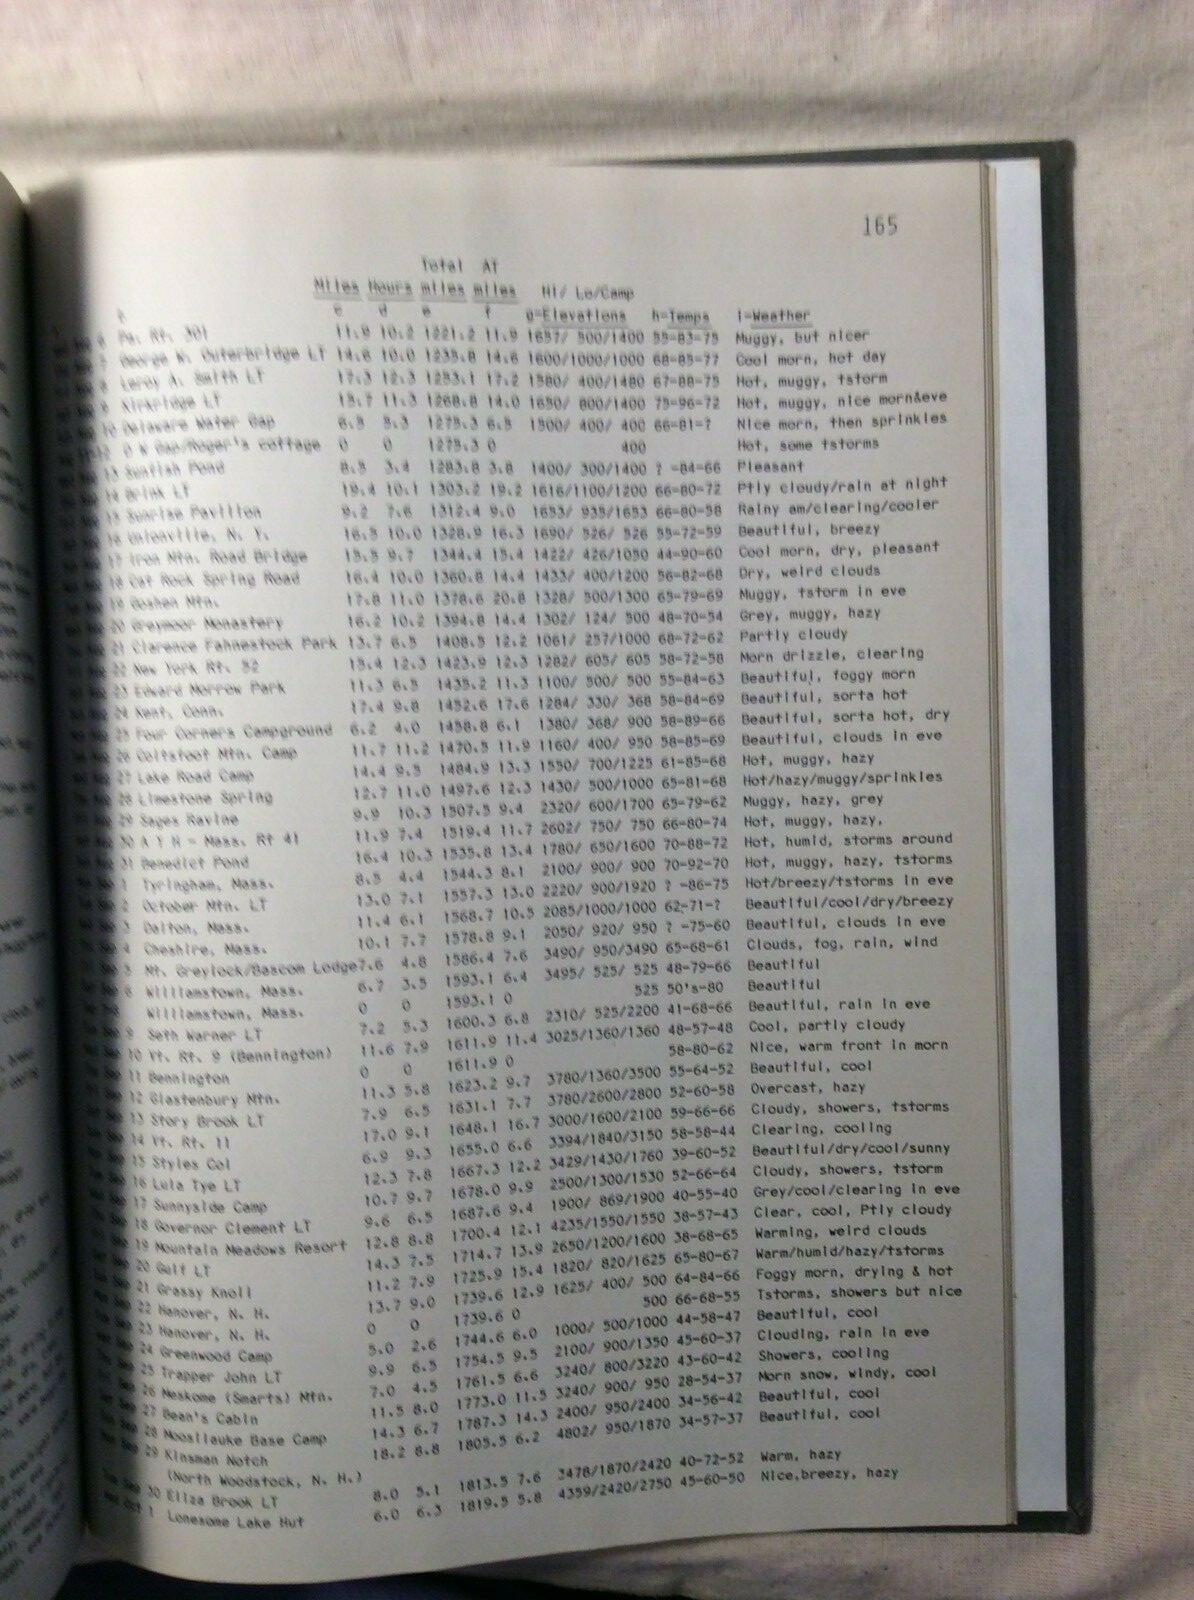 165
Total AT
Miles Hours miles miles Hi/ Lo/Camp
c d e f g=Elevations h=Temps i=Weather
6 Pa. Rt. 301 11.9 10.2 1221.2 11.9 1657/ 500/1400 55-83-75 Muggy, but nicer
7 George W. Outerbridge LT 14.6 10.0 1235.8 14.6 1600/1000/1000 68-85-77 Cool morn, hot day
8 Leroy A. Smith LT 17.3 12.3 1253.1 17.2 1580/ 400/1480 67-88-75 Hot, muggy, tstorm
9 Kirkridge LT 15.7 11.3 1268.8 14.0 1650/ 800/1400 75-96-72 Hot, muggy, nice morn&eve
10 Delaware Water Gap 6.5 5.3 1275.3 6.5 1500/ 400/ 400 66-81-? Nice morn, then sprinkles
D W Gap/Roger's cottage 0 0 1275.3 0 400 Hot, some tstorms
13 Sunfish Pond 8.5 3.4 1283.8 3.8 1400/ 300/1400 ? -84-66 Pleasant
14 Brink LT 19.4 10.1 1303.2 19.2 1616/1100/1200 66-80-72 Ptly cloudy/rain at night
15 Sunrise Pavilion 9.2 7.6 1312.4 9.0 1653/ 935/1653 66-80-58 Rainy am/clearing/cooler
16 Unionville, N. Y. 16.5 10.0 1328.9 16.3 1690/ 526/ 526 55-72-59 Beautiful, breezy
17 Iron Mtn. Road Bridge 15.5 9.7 1344.4 15.4 1422/ 426/1050 44-90-60 Cool morn, dry, pleasant
18 Cat Rock Spring Road 16.4 10.0 1360.8 14.4 1433/ 400/1200 56-82-68 Dry, weird clouds
19 Goshen Mtn. 17.8 11.0 1378.6 20.8 1328/ 500/1300 65-79-69 Muggy, tstorm in eve
20 Greymoor Monastery 16.2 10.2 1394.8 14.4 1302/ 124/ 500 48-70-54 Grey, muggy, hazy
21 Clarence Fahnestock Park 13.7 6.5 1408.5 12.2 1061/ 257/1000 68-72-62 Partly cloudy
22 New York Rt. 52 15.4 12.3 1423.9 12.3 1282/ 605/ 605 58-72-58 Morn drizzle, clearing
23 Edward Morrow Park 11.3 6.5 1435.2 11.3 1100/ 500/ 500 55-84-63 Beautiful, foggy morn
24 Kent, Conn. 17.4 9.8 1452.6 17.6 1284/ 330/ 368 58-84-69 Beautiful, sorta hot
25 Four Corners Campground 6.2 4.0 1458.8 6.1 1380/ 368/ 900 58-89-66 Beautiful, sorta hot, dry
26 Coltsfoot Mtn. Camp 11.7 11.2 1470.5 11.9 1160/ 400/ 950 58-85-69 Beautiful, clouds in eve
27 Lake Road Camp 14.4 9.5 1484.9 13.3 1550/ 700/1225 61-85-68 Hot, muggy, hazy
28 Limestone Spring 12.7 11.0 1497.6 12.3 1430/ 500/1000 65-81-68 Hot/hazy/muggy/sprinkles
29 Sages Ravine 9.9 10.3 1507.5 9.4 2320/ 600/1700 65-79-62 Muggy, hazy, grey
30 A T H - Mass. Rt 41 11.9 7.4 1519.4 11.7 2602/ 750/ 750 66-80-74 Hot, muggy, hazy,
31 Benedict Pond 16.4 10.3 1535.8 13.4 1780/ 650/1600 70-88-72 Hot, humid, storms around
1 Tyringham, Mass. 8.5 4.4 1544.3 8.1 2100/ 900/ 900 70-92-70 Hot, muggy, hazy, tstorms
2 October Mtn. LT 13.0 7.1 1557.3 13.0 2220/ 900/1920 ? -86-75 Hot/breezy/tstorms in eve
3 Dalton, Mass. 11.4 6.1 1568.7 10.5 2085/1000/1000 62-71-? Beautiful/cool/dry/breezy
4 Cheshire, Mass. 10.1 7.7 1578.8 9.1 2050/ 920/ 950 ? -75-60 Beautiful, clouds in eve
5 Mt. Greylock/Bascom Lodge7.6 4.8 1586.4 7.6 3490/ 950/3490 65-68-61 Clouds, fog, rain, wind
6 Williamstown, Mass. 6.7 3.5 1593.1 6.4 3495/ 525/ 525 48-79-66 Beautiful
Williamstown, Mass. 0 0 1593.1 0 525 50's-80 Beautiful
9 Seth Warner LT 7.2 5.3 1600.3 6.8 2310/ 525/2200 41-68-66 Beautiful, rain in eve
10 Vt. Rt. 9 (Bennington) 11.6 7.9 1611.9 11.4 3025/1360/1360 48-57-48 Cool, partly cloudy
11 Bennington 0 0 1611.9 0 58-80-62 Nice, warm front in morn
12 Glastenbury Mtn. 11.3 5.8 1623.2 9.7 3780/1360/3500 55-64-52 Beautiful, cool
13 Story Brook LT 7.9 6.5 1631.1 7.7 3780/2600/2800 52-60-58 Overcast, hazy
14 Vt. Rt. 11 17.0 9.1 1648.1 16.7 3000/1600/2100 59-66-66 Cloudy, showers, tstorms
15 Styles Col 6.9 9.3 1655.0 6.6 3394/1840/3150 58-58-44 Clearing, cooling
16 Lula Tye LT 12.3 7.8 1667.3 12.2 3429/1430/1760 39-60-52 Beautiful/dry/cool/sunny
17 Sunnyside Camp 10.7 9.7 1678.0 9.9 2500/1300/1530 52-66-64 Cloudy, showers, tstorm
18 Governor Clement LT 9.6 6.5 1687.6 9.4 1900/ 869/1900 40-55-40 Grey/cool/clearing in eve
19 Mountain Meadows Resort 12.8 8.8 1700.4 12.1 4235/1550/1550 38-57-43 Clear, cool, Ptly cloudy
20 Gulf LT 14.3 7.5 1714.7 13.9 2650/1200/1600 38-68-65 Warming, weird clouds
21 Grassy Knoll 11.2 7.9 1725.9 15.4 1820/ 820/1625 65-80-67 Warm/humid/hazy/tstorms
22 Hanover, N. H. 13.7 9.0 1739.6 12.9 1625/ 400/ 500 64-84-66 Foggy morn, drying & hot
23 Hanover, N. H. 0 0 1739.6 0 500 66-68-55 Tstorms, showers but nice
24 Greenwood Camp 5.0 2.6 1744.6 6.0 1000/ 500/1000 44-58-47 Beautiful, cool
25 Trapper John LT 9.9 6.5 1754.5 9.5 2100/ 900/1350 45-60-37 Clouding, rain in eve
26 Meskome (Smarts) Mtn. 7.0 4.5 1761.5 6.6 3240/ 800/3220 43-60-42 Showers, cooling
27 Bean's Cabin 11.5 8.0 1773.0 11.5 3240/ 900/ 950 28-54-37 Morn snow, windy, cool
28 Moosilauke Base Camp 14.3 6.7 1787.3 14.3 2400/ 950/2400 34-56-42 Beautiful, cool
29 Kinsman Notch 18.2 8.8 1805.5 6.2 4802/ 950/1870 34-57-37 Beautiful, cool
(North Woodstock, N. H.)
30 Eliza Brook LT 8.0 5.1 1813.5 7.6 3478/1870/2420 40-72-52 Warm, hazy
Oct 1 Lonesome Lake Hut 6.0 6.3 1819.5 5.8 4359/2420/2750 45-60-50 Nice,breezy, hazy